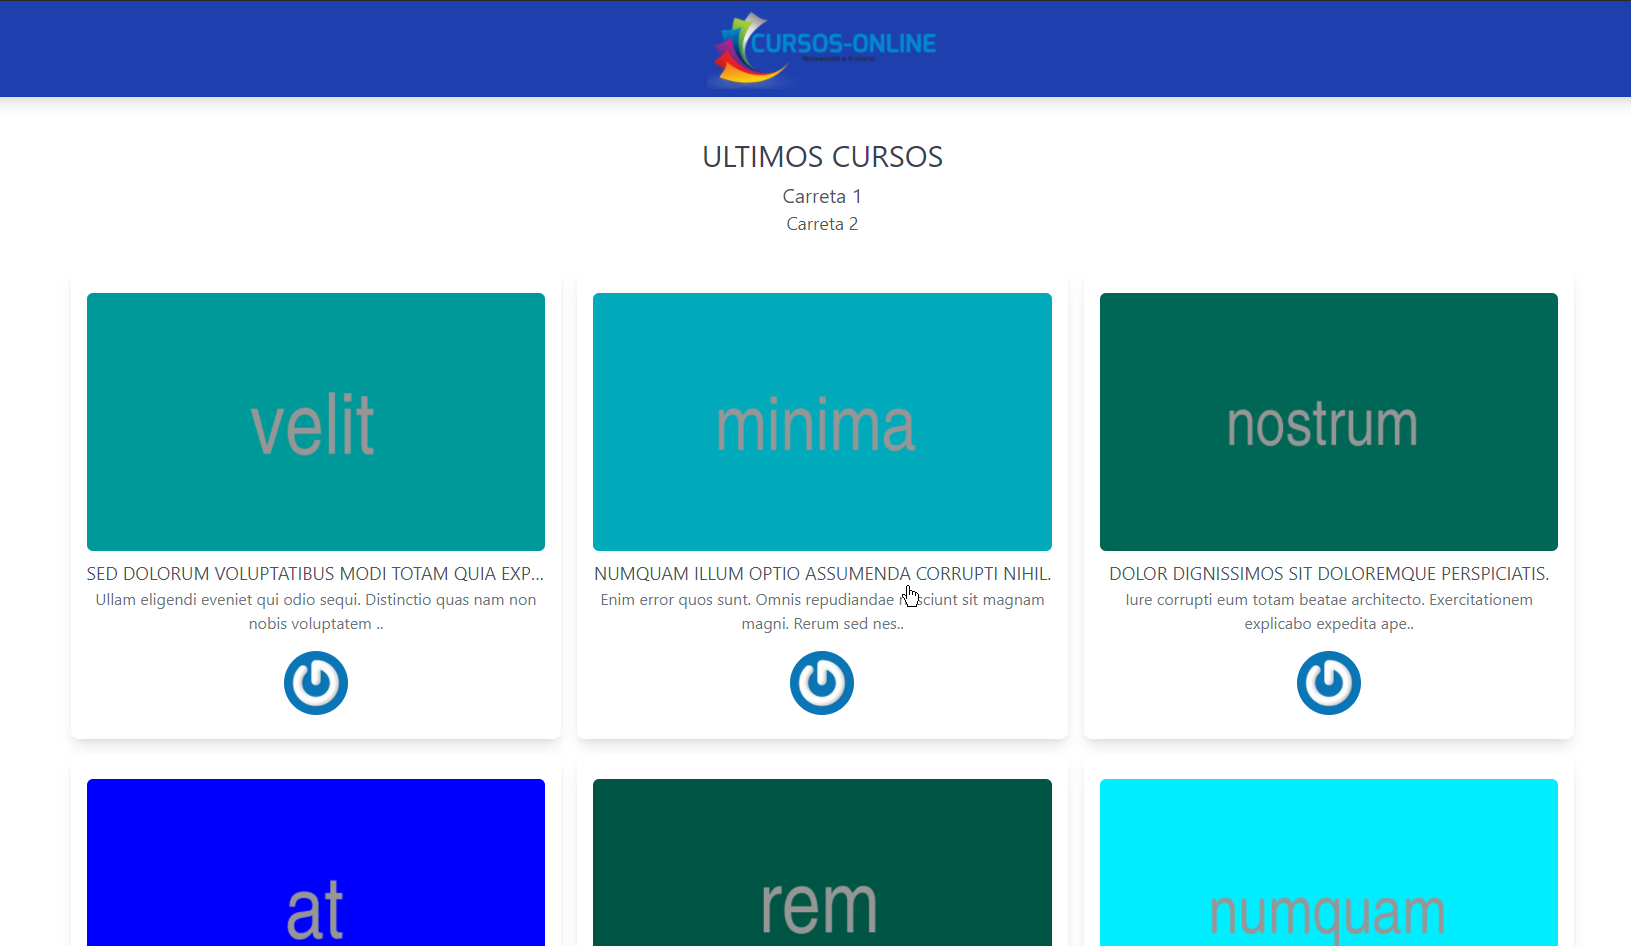 CURSOS-ONLINE
ULTIMOS CURSOS
Carreta 1
Carreta 2
velit
minima
nostrum
SED DOLORUM VOLUPTATIBUS MODI TOTAM QUIA EXP...
Ullam eligendi eveniet qui odio sequi. Distinctio quas nam non
nobis voluptatem ..
NUMQUAM ILLUM OPTIO ASSUMENDA CORRUPTI NIHIL.
Enim error quos sunt. Omnis repudiandae sit magnam
magni. Rerum sed nes..
DOLOR DIGNISSIMOS SIT DOLOREMQUE PERSPICIATIS.
Iure corrupti eum totam beatae architecto. Exercitationem
explicabo expedita ape..
at
rem
numquam